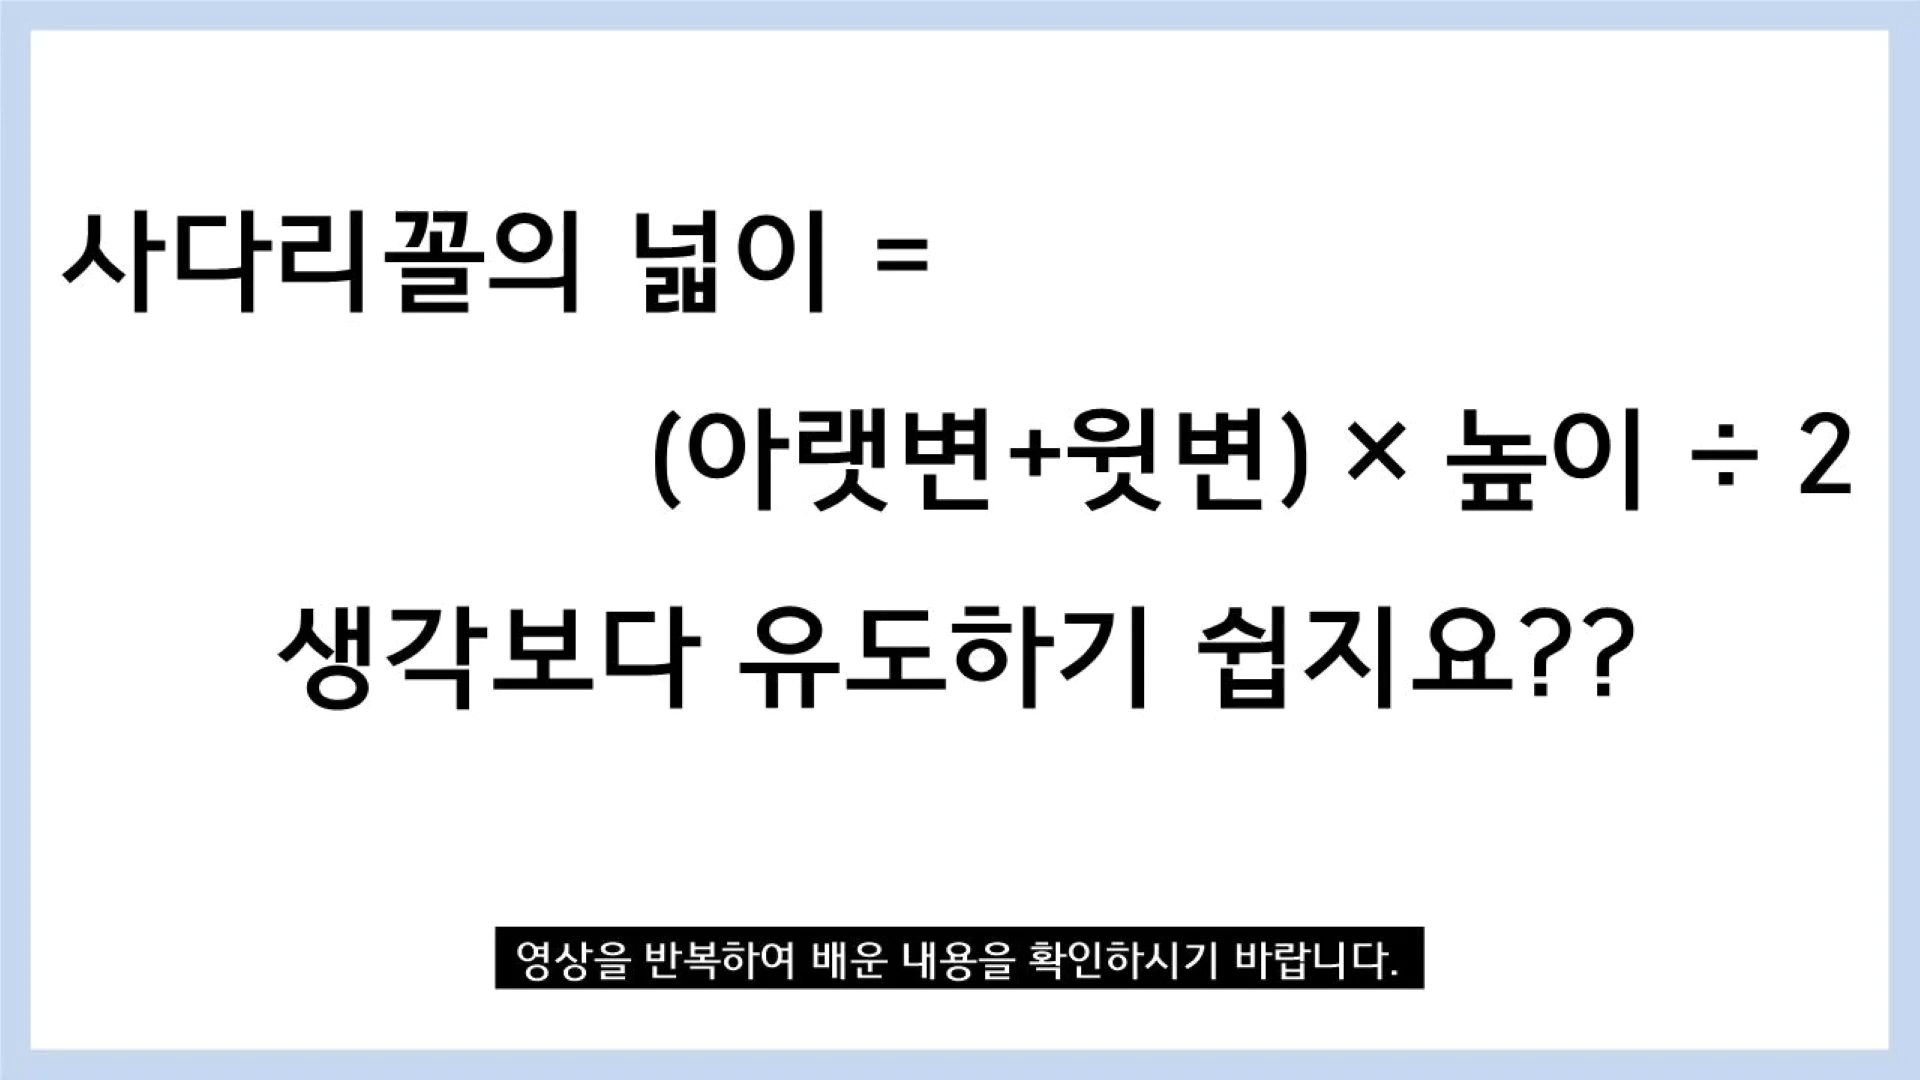 사다리꼴의 넓이 =
(아랫변+윗변) × 높이 ÷ 2
생각보다 유도하기 쉽지요??
영상을 반복하여 배운 내용을 확인하시기 바랍니다.